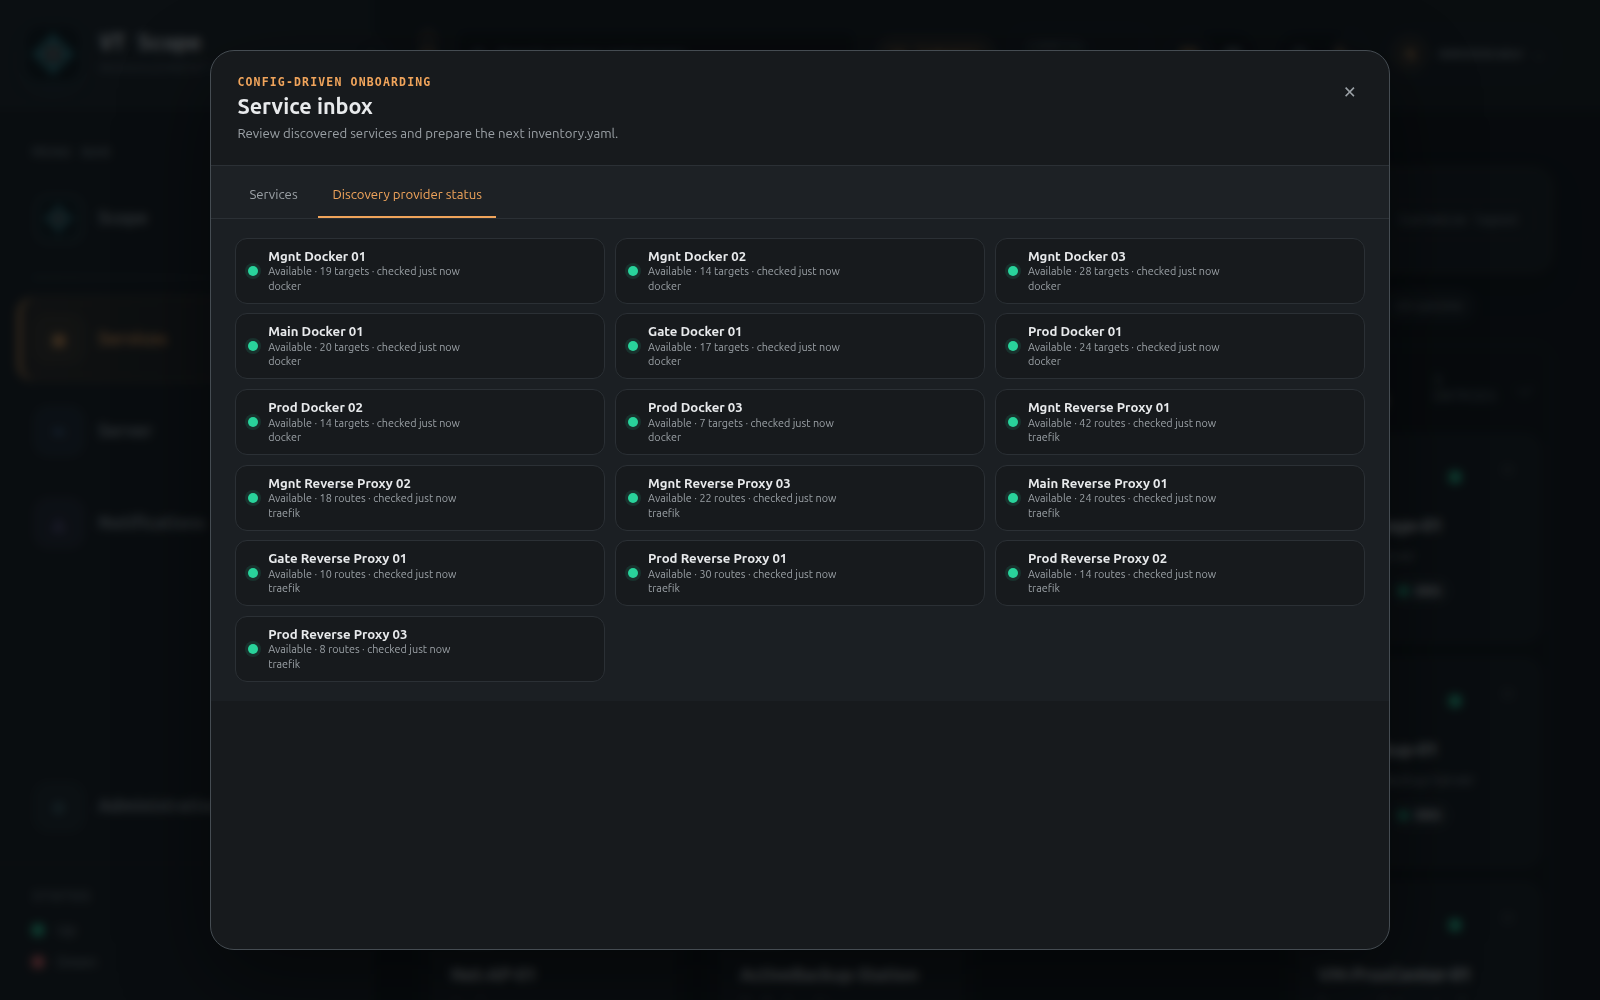 VT Scope
CONFIG-DRIVEN ONBOARDING
Service inbox
Review discovered services and prepare the next inventory.yaml.
×
Services
Discovery provider status
Mgnt Docker 01
Available · 19 targets · checked just now
docker
Mgnt Docker 02
Available · 14 targets · checked just now
docker
Mgnt Docker 03
Available · 28 targets · checked just now
docker
Main Docker 01
Available · 20 targets · checked just now
docker
Gate Docker 01
Available · 17 targets · checked just now
docker
Prod Docker 01
Available · 24 targets · checked just now
docker
Prod Docker 02
Available · 14 targets · checked just now
docker
Prod Docker 03
Available · 7 targets · checked just now
docker
Mgnt Reverse Proxy 01
Available · 42 routes · checked just now
traefik
Mgnt Reverse Proxy 02
Available · 18 routes · checked just now
traefik
Mgnt Reverse Proxy 03
Available · 22 routes · checked just now
traefik
Main Reverse Proxy 01
Available · 24 routes · checked just now
traefik
Gate Reverse Proxy 01
Available · 10 routes · checked just now
traefik
Prod Reverse Proxy 01
Available · 30 routes · checked just now
traefik
Prod Reverse Proxy 02
Available · 14 routes · checked just now
traefik
Prod Reverse Proxy 03
Available · 8 routes · checked just now
traefik
Scope
Services
Server
Notifications